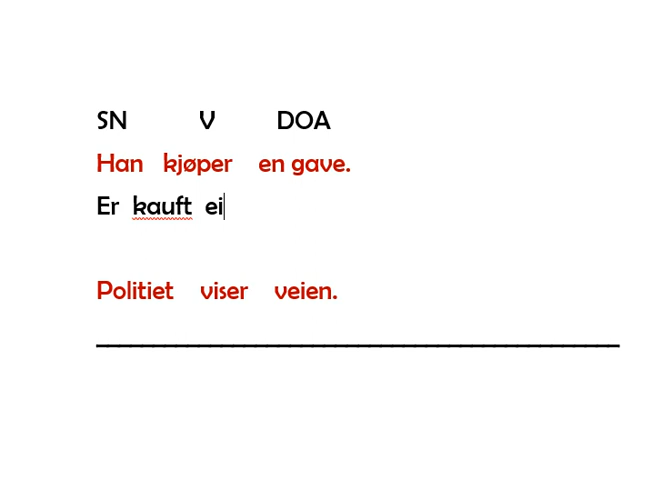 SN V DOA
Han kjøper en gave.
Er kauft ei
Politiet viser veien.